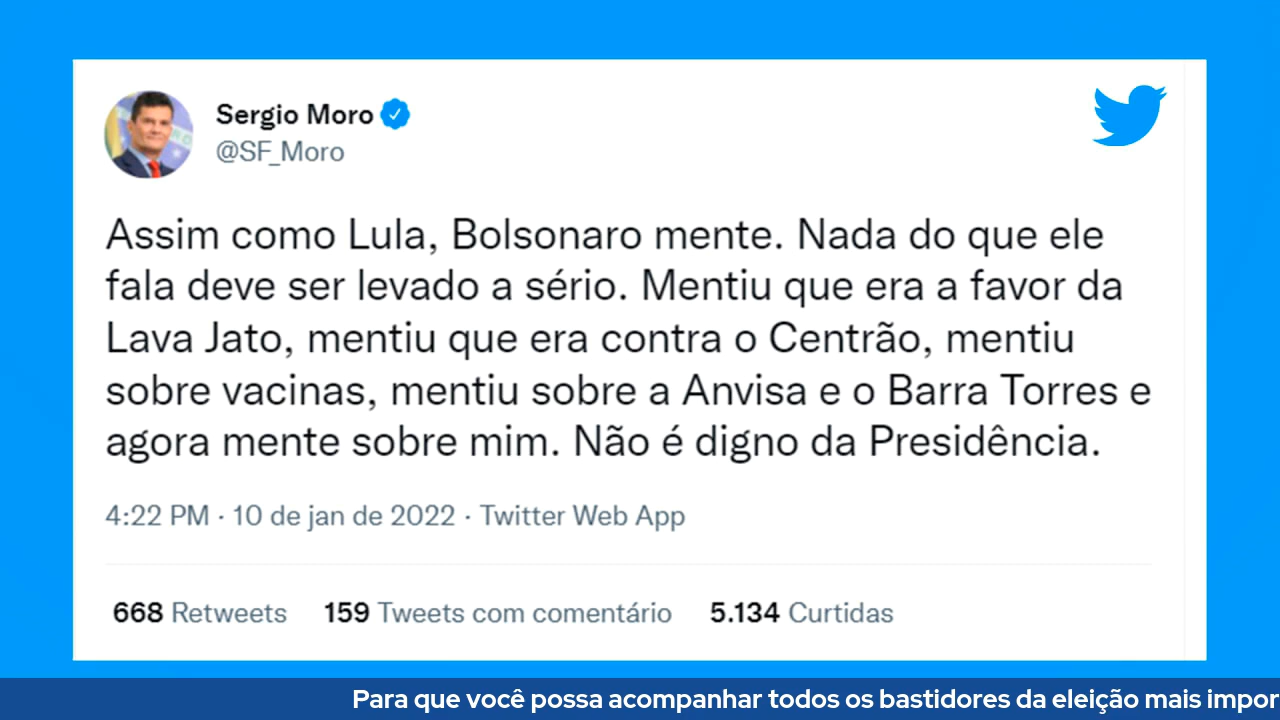 Sergio Moro
@SF_Moro
Assim como Lula, Bolsonaro mente. Nada do que ele
fala deve ser levado a sério. Mentiu que era a favor da
Lava Jato, mentiu que era contra o Centrão, mentiu
sobre vacinas, mentiu sobre a Anvisa e o Barra Torres e
agora mente sobre mim. Não é digno da Presidência.
4:22 PM · 10 de jan de 2022 · Twitter Web App
668 Retweets 159 Tweets com comentário 5.134 Curtidas
Para que você possa acompanhar todos os bastidores da eleição mais impor